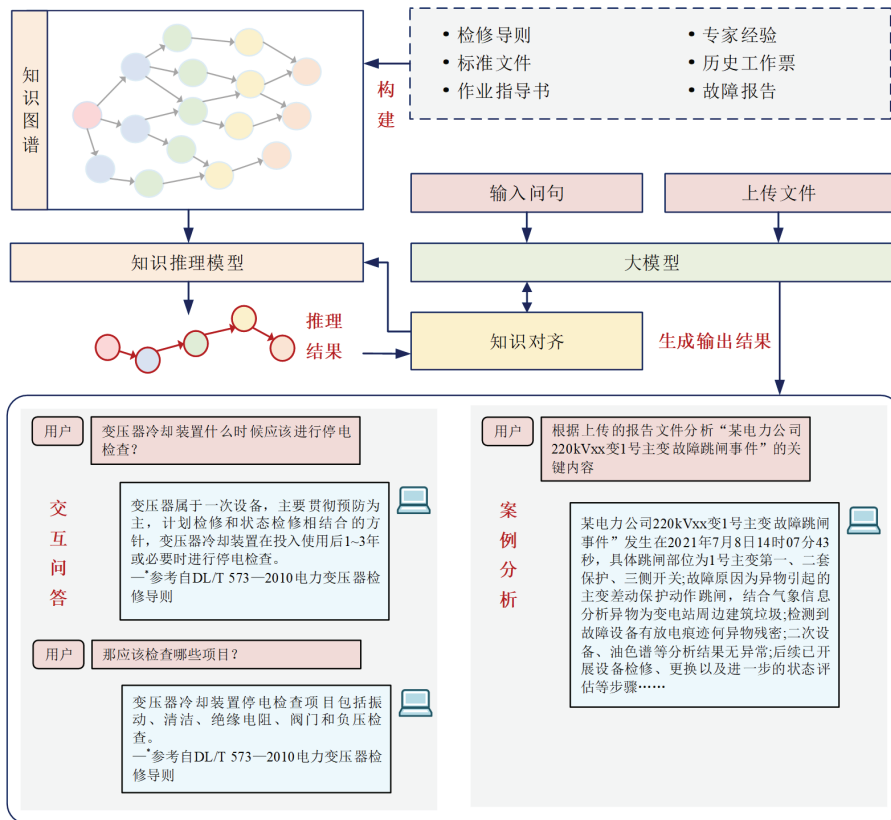 知识图谱
• 检修导则
• 标准文件
• 作业指导书
• 专家经验
• 历史工作票
• 故障报告
构建
输入问句
上传文件
知识推理模型
大模型
推理
结果
知识对齐
生成输出结果
交互问答
用户
变压器冷却装置什么时候应该进行停电
检查?
变压器属于一次设备，主要贯彻预防为
主，计划检修和状态检修相结合的方
针，变压器冷却装置在投入使用后1~3年
或必要时进行停电检查。
—*参考自DL/T 573—2010电力变压器检
修导则
用户
那应该检查哪些项目?
变压器冷却装置停电检查项目包括振
动、清洁、绝缘电阻、阀门和负压检
查。
—*参考自DL/T 573—2010电力变压器检
修导则
案例分析
用户
根据上传的报告文件分析“某电力公司
220kVxx变1号主变故障跳闸事件”的关
键内容
某电力公司220kVxx变1号主变故障跳闸
事件”发生在2021年7月8日14时07分43
秒，具体跳闸部位为1号主变第一、二套
保护、三侧开关;故障原因为异物引起的
主变差动保护动作跳闸，结合气象信息
分析异物为变电站周边建筑垃圾;检测到
故障设备有放电痕迹何异物残密;二次设
备、油色谱等分析结果无异常;后续已开
展设备检修、更换以及进一步的状态评
估等步骤……